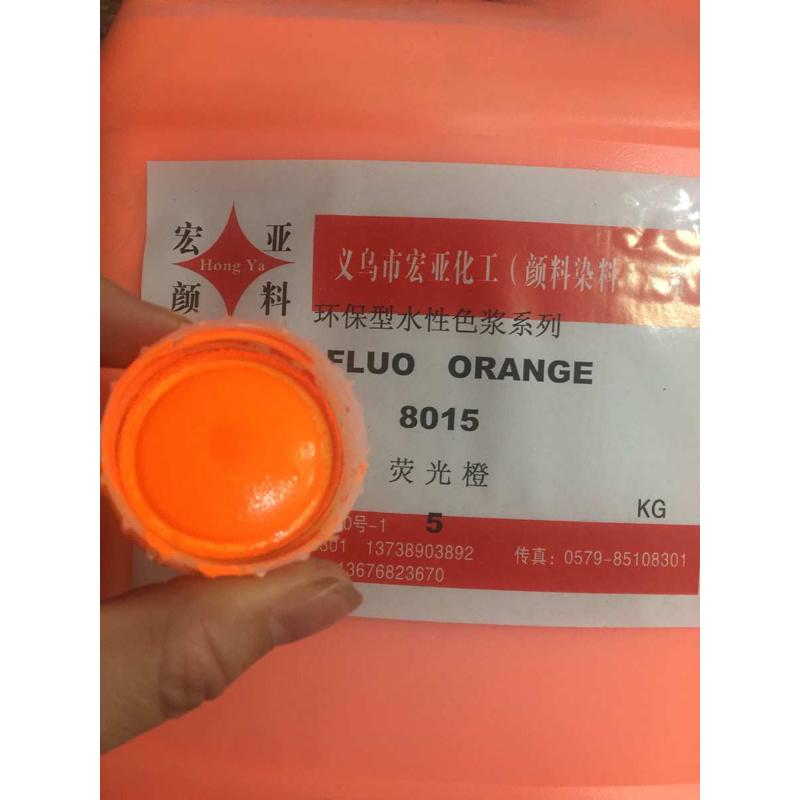 宏亚
Hong Ya
颜料
义乌市宏亚化工(颜料染料
环保型水性色浆系列
FLUO ORANGE
8015
荧光橙
5 KG
0号-1
301 13738903892 传真:0579-85108301
13676823670